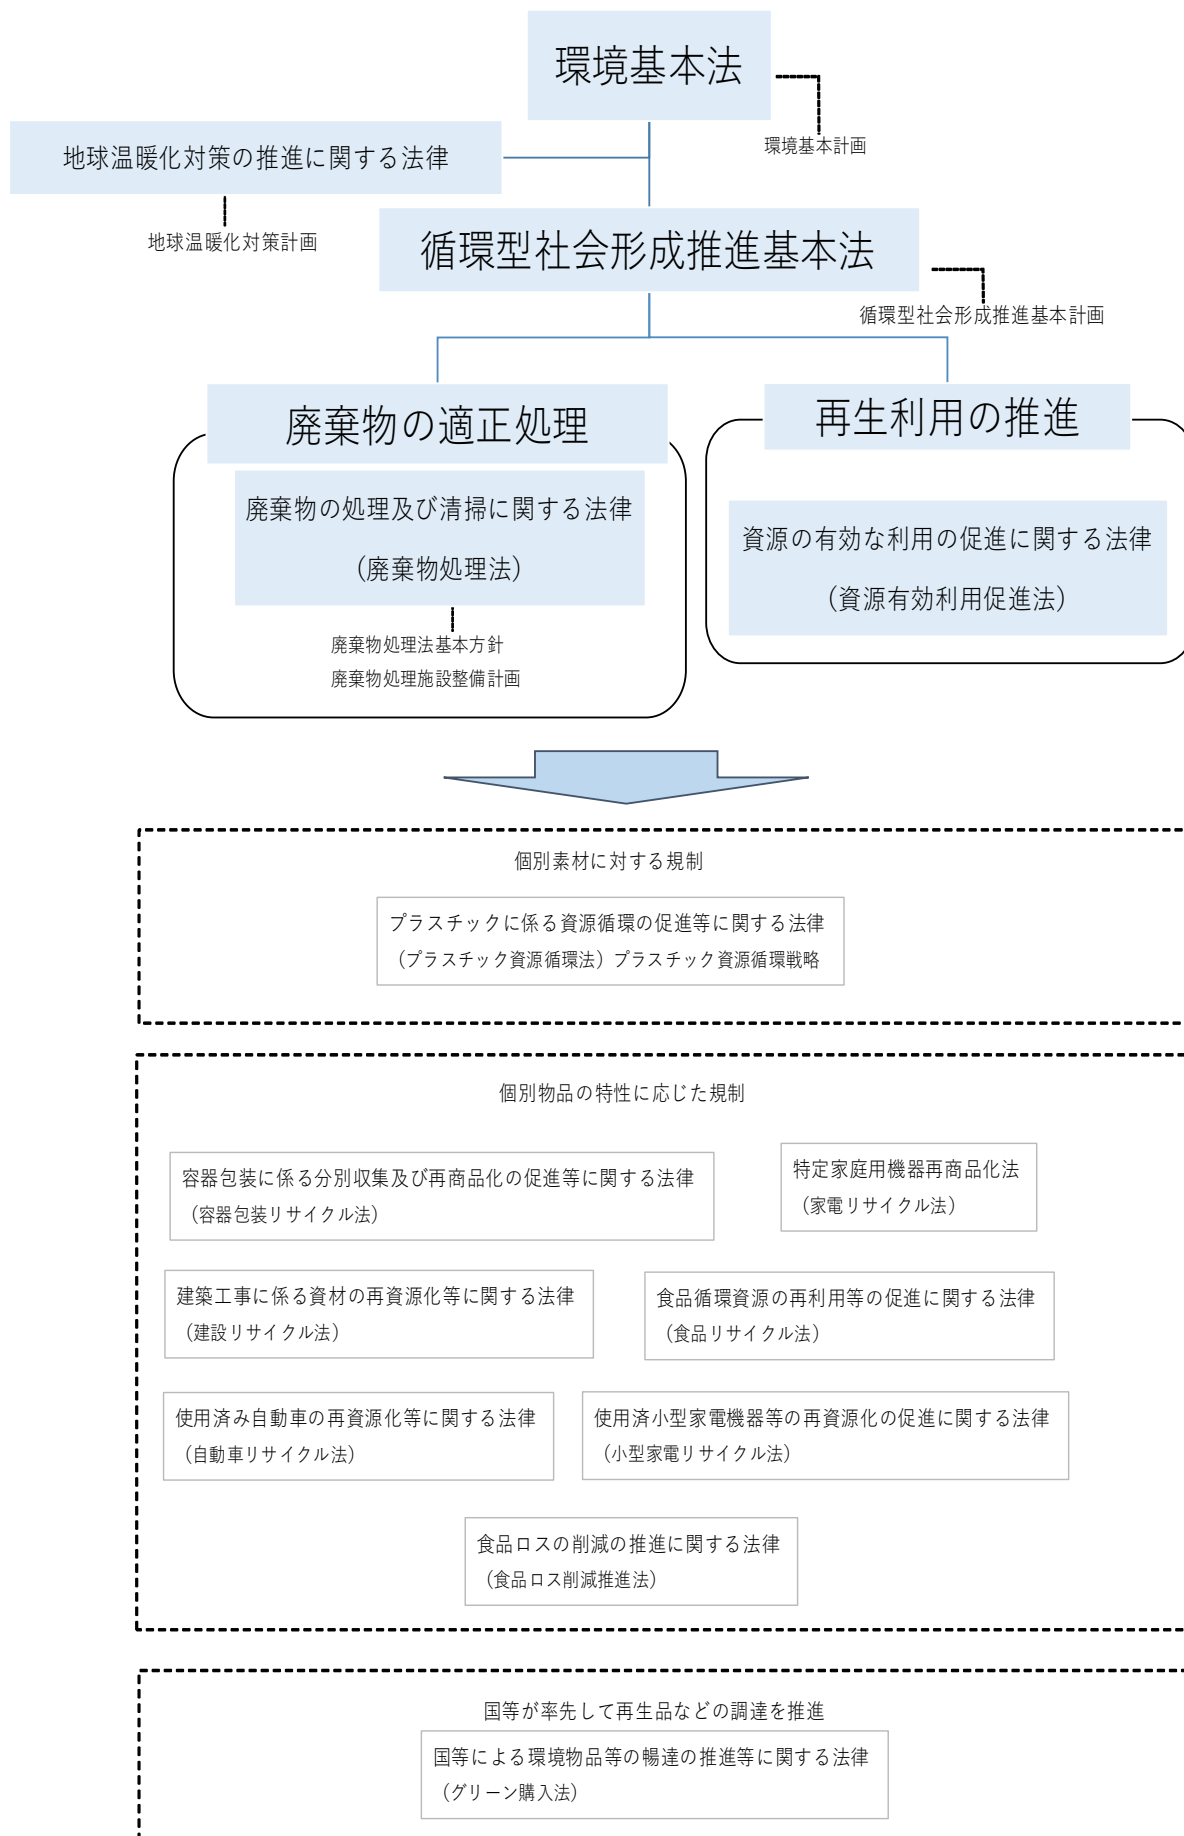 環境基本法
環境基本計画
地球温暖化対策の推進に関する法律
地球温暖化対策計画
循環型社会形成推進基本法
循環型社会形成推進基本計画
廃棄物の適正処理
廃棄物の処理及び清掃に関する法律
（廃棄物処理法）
廃棄物処理法基本方針
廃棄物処理施設整備計画
再生利用の推進
資源の有効な利用の促進に関する法律
（資源有効利用促進法）
個別素材に対する規制
プラスチックに係る資源循環の促進等に関する法律
（プラスチック資源循環法）プラスチック資源循環戦略
個別物品の特性に応じた規制
容器包装に係る分別収集及び再商品化の促進等に関する法律
（容器包装リサイクル法）
特定家庭用機器再商品化法
（家電リサイクル法）
建築工事に係る資材の再資源化等に関する法律
（建設リサイクル法）
食品循環資源の再利用等の促進に関する法律
（食品リサイクル法）
使用済み自動車の再資源化等に関する法律
（自動車リサイクル法）
使用済小型家電機器等の再資源化の促進に関する法律
（小型家電リサイクル法）
食品ロスの削減の推進に関する法律
（食品ロス削減推進法）
国等が率先して再生品などの調達を推進
国等による環境物品等の暢達の推進等に関する法律
（グリーン購入法）